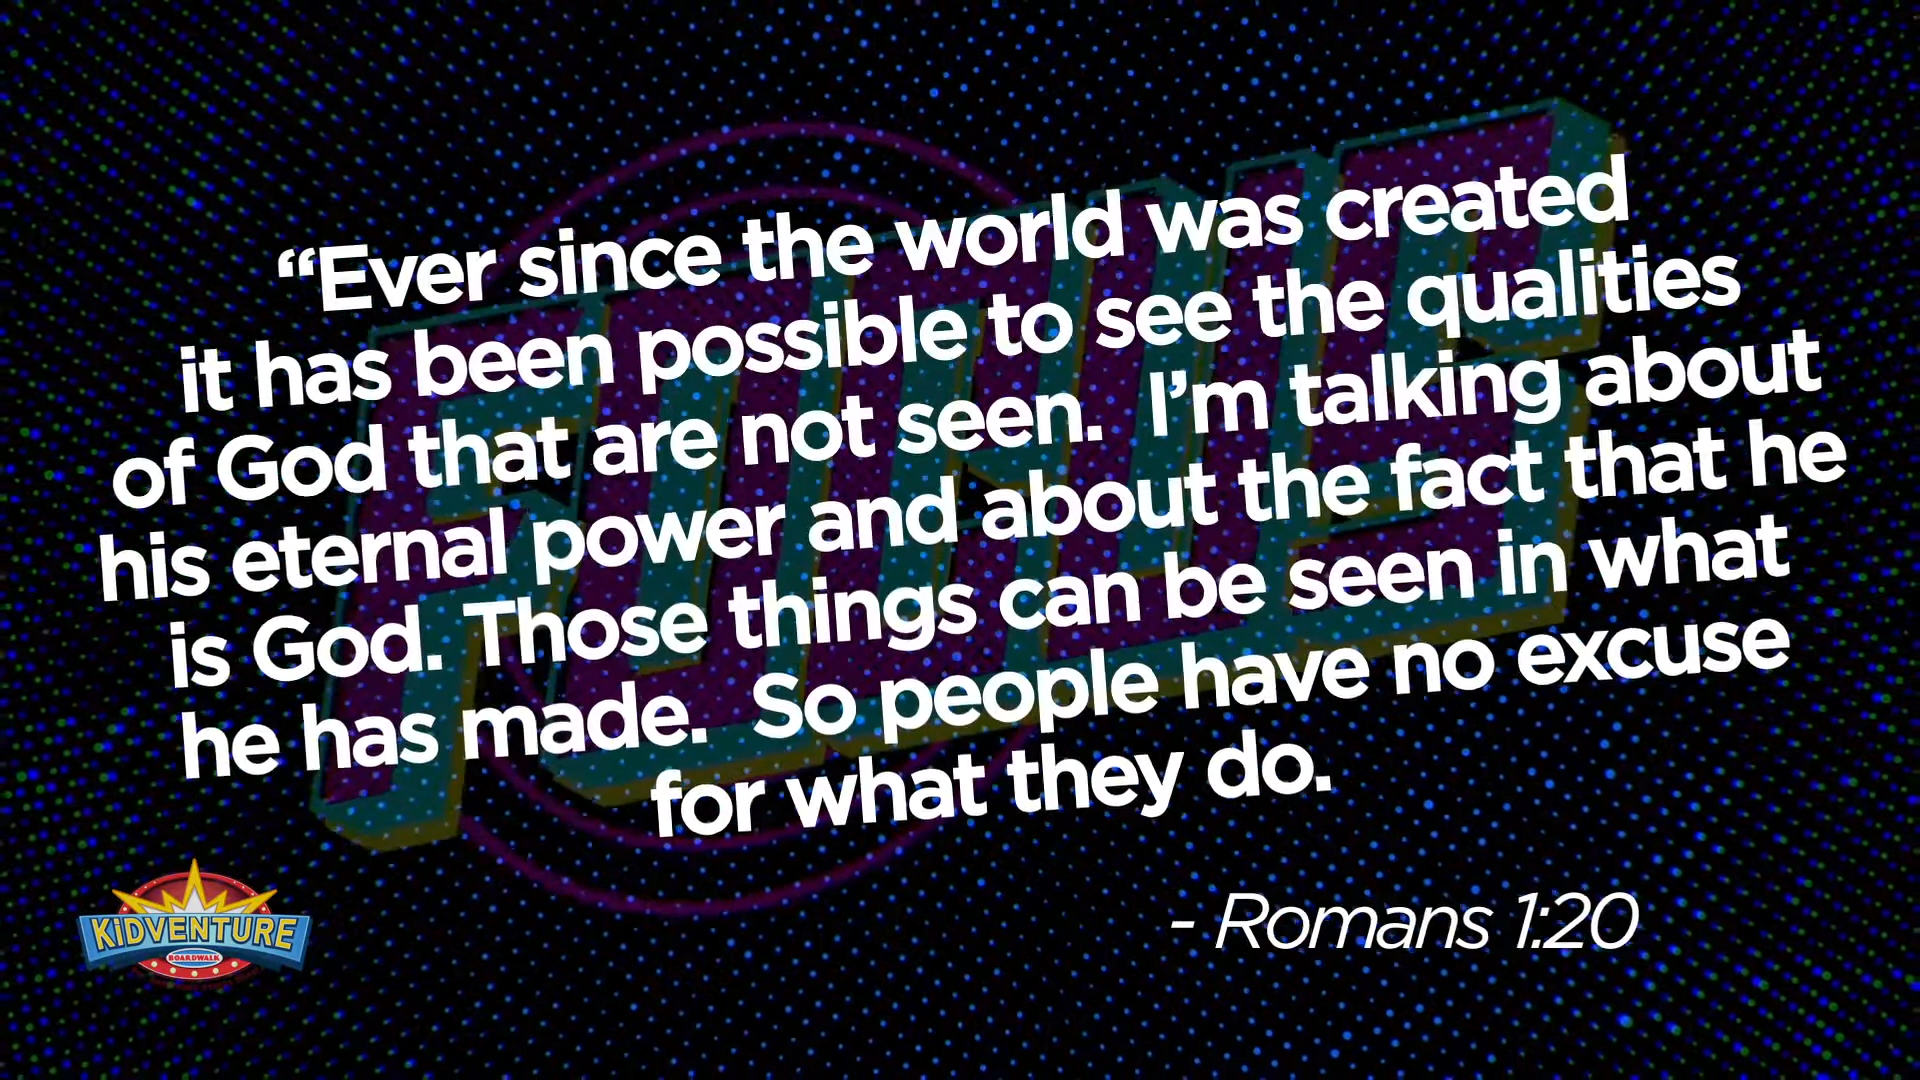 FOCUS
“Ever since the world was created
it has been possible to see the qualities
of God that are not seen.  I’m talking about
his eternal power and about the fact that he
is God. Those things can be seen in what
he has made.  So people have no excuse
for what they do.
- Romans 1:20
KiDVENTURE
BOARDWALK